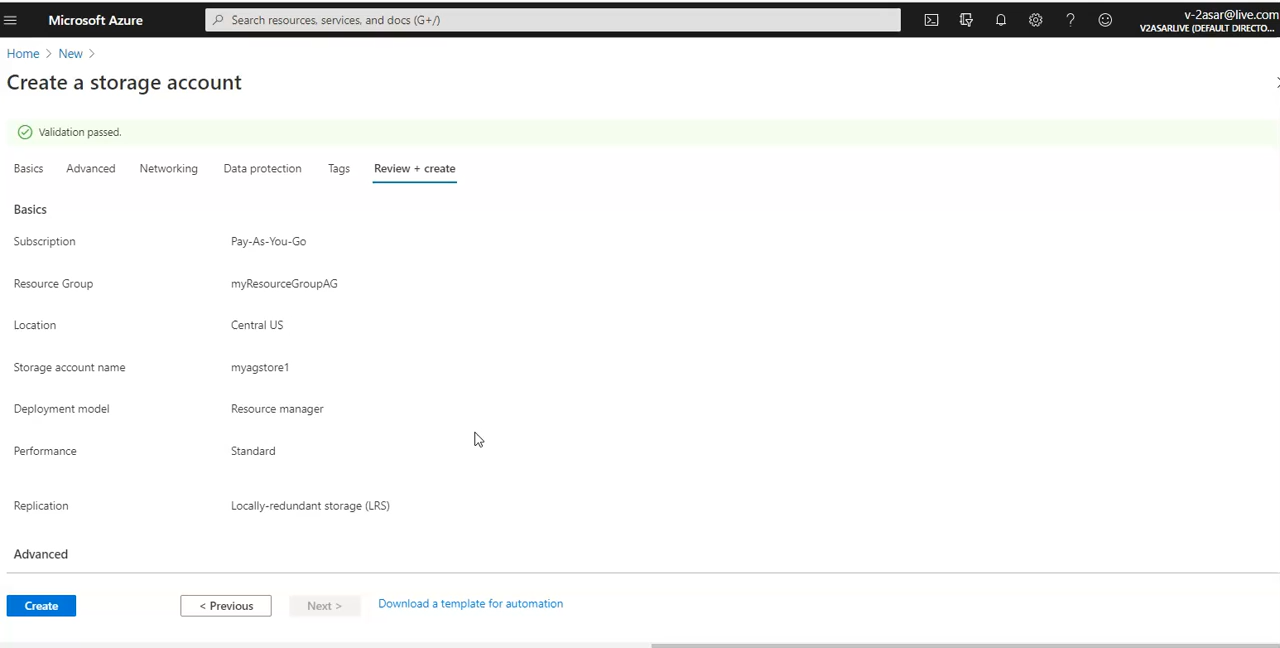 Microsoft Azure
Search resources, services, and docs (G+/)
v-2asar@live.com
V2ASARLIVE (DEFAULT DIRECTO...
Home > New >
Create a storage account
Validation passed.
Basics Advanced Networking Data protection Tags Review + create
Basics
Subscription Pay-As-You-Go
Resource Group myResourceGroupAG
Location Central US
Storage account name myagstore1
Deployment model Resource manager
Performance Standard
Replication Locally-redundant storage (LRS)
Advanced
Create < Previous Next > Download a template for automation